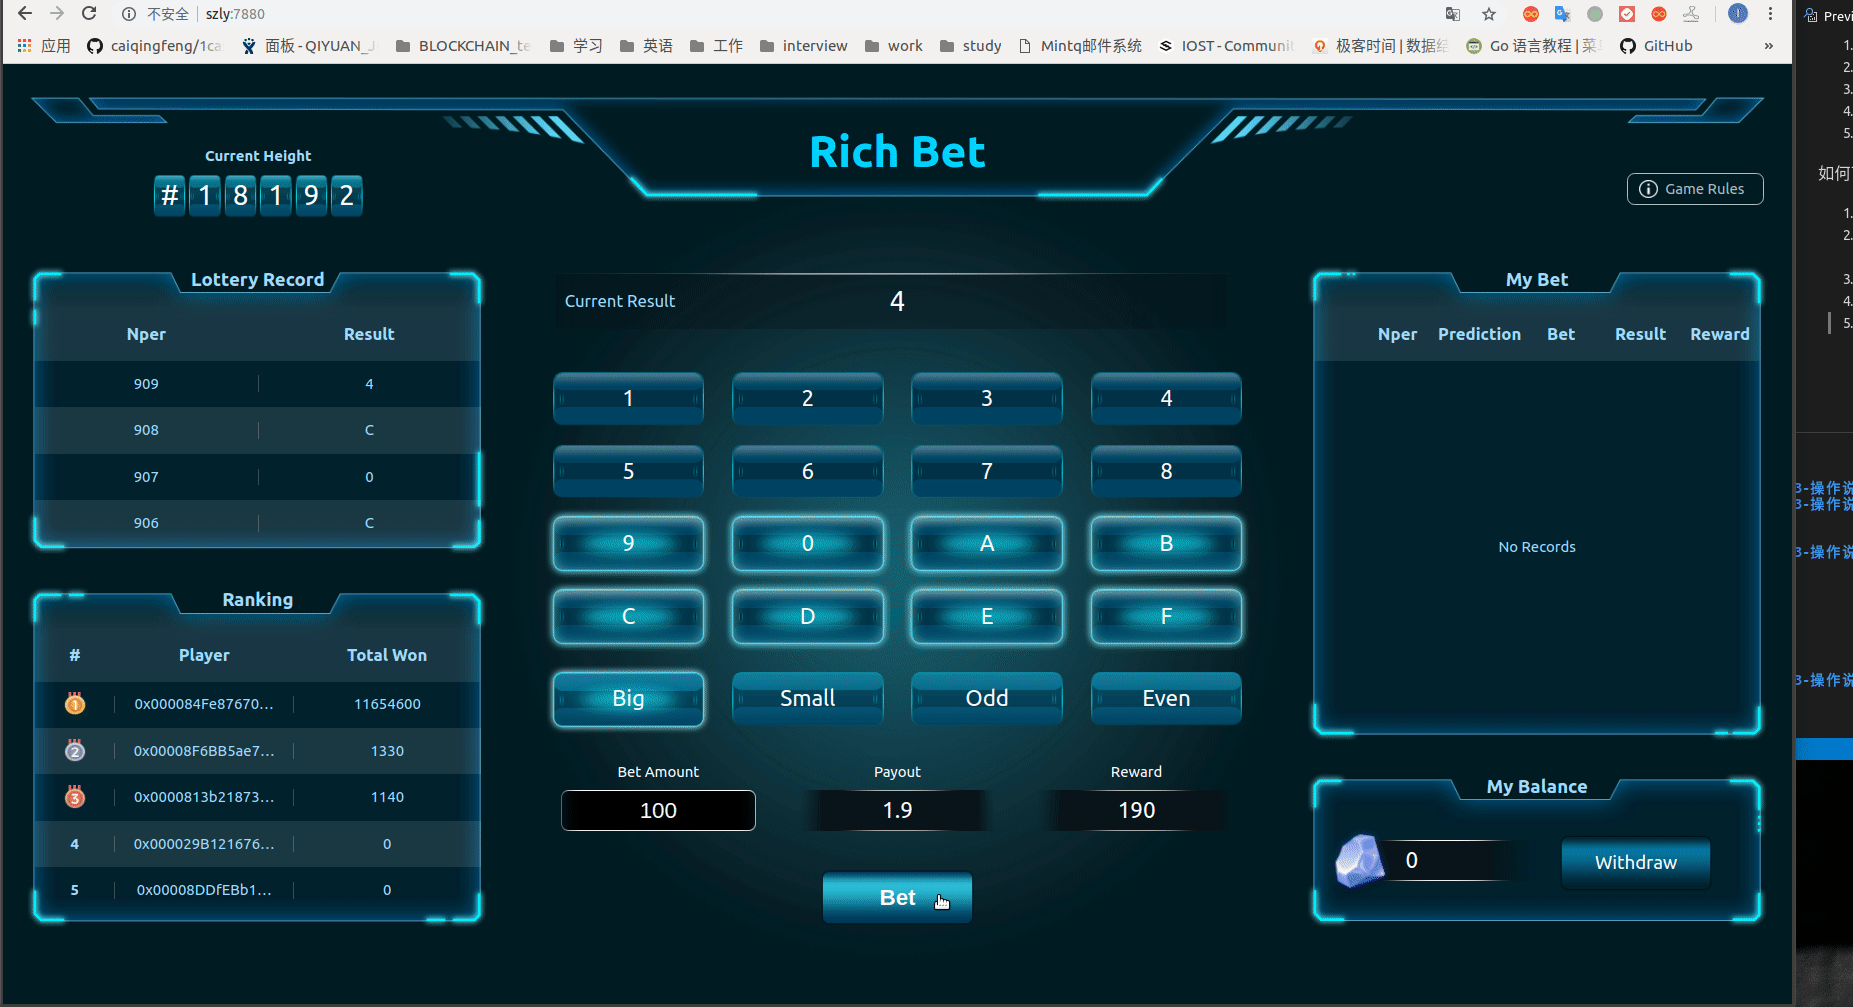 不安全 szly:7880
应用 caiqingfeng/1ca 面板 - QIYUAN_J BLOCKCHAIN_te 学习 英语 工作 interview work study Mintq邮件系统 IOST - Communit 极客时间 | 数据结 Go 语言教程 | 菜 GitHub »
Rich Bet
Current Height
#18192
Game Rules
Lottery Record
Nper Result
909 4
908 C
907 0
906 C
Ranking
# Player Total Won
1 0x000084Fe87670... 11654600
2 0x00008F6BB5ae7... 1330
3 0x0000813b21873... 1140
4 0x000029B121676... 0
5 0x00008DDfEBb1... 0
Current Result 4
1 2 3 4
5 6 7 8
9 0 A B
C D E F
Big Small Odd Even
Bet Amount Payout Reward
100 1.9 190
Bet
My Bet
Nper Prediction Bet Result Reward
No Records
My Balance
0 Withdraw
Previ
1.
2.
3.
4.
5.
如何
1.
2.
3.
4.
5.
3-操作说
3-操作说
3-操作说
3-操作说